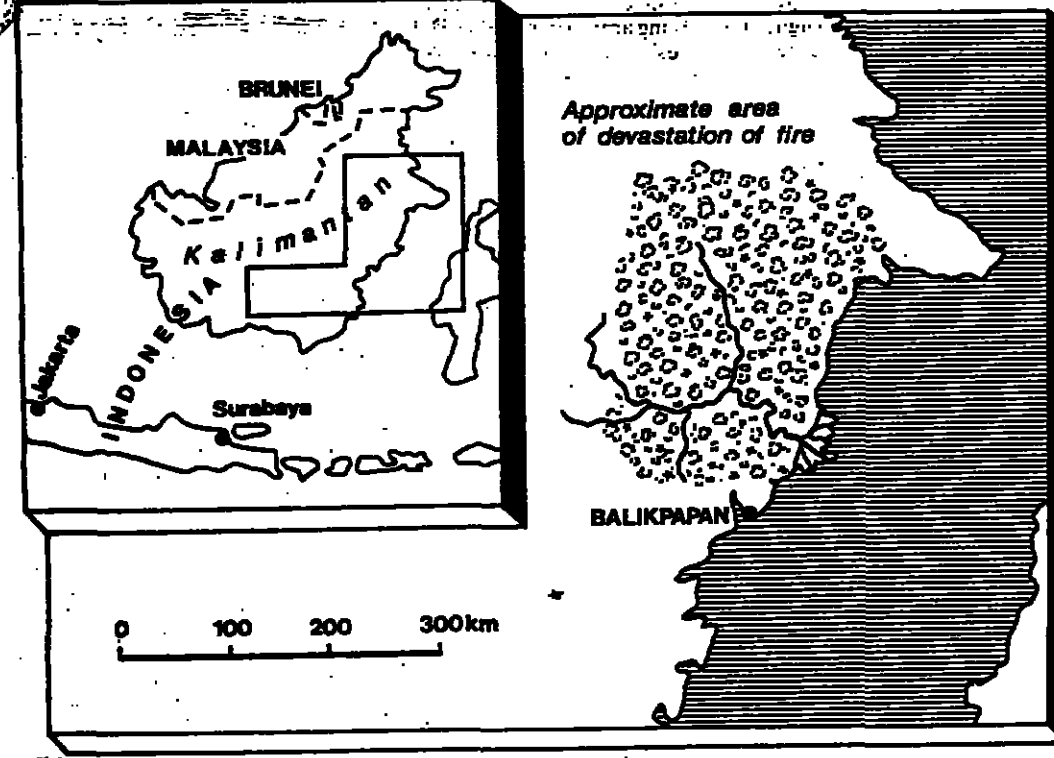 BRUNEI
MALAYSIA
Kalimantan
INDONESIA
Jakarta
Surabaya
Approximate area
of devastation of fire
BALIKPAPAN
0 100 200 300km